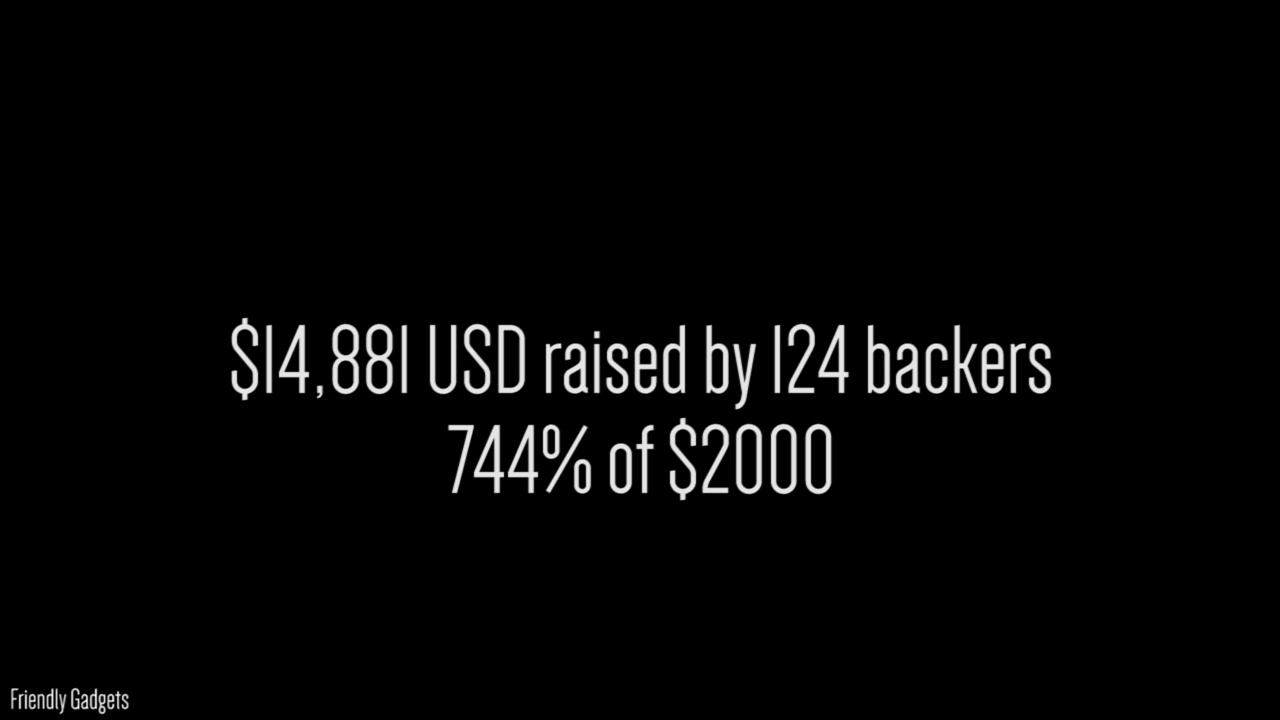 $14,881 USD raised by 124 backers
744% of $2000
Friendly Gadgets